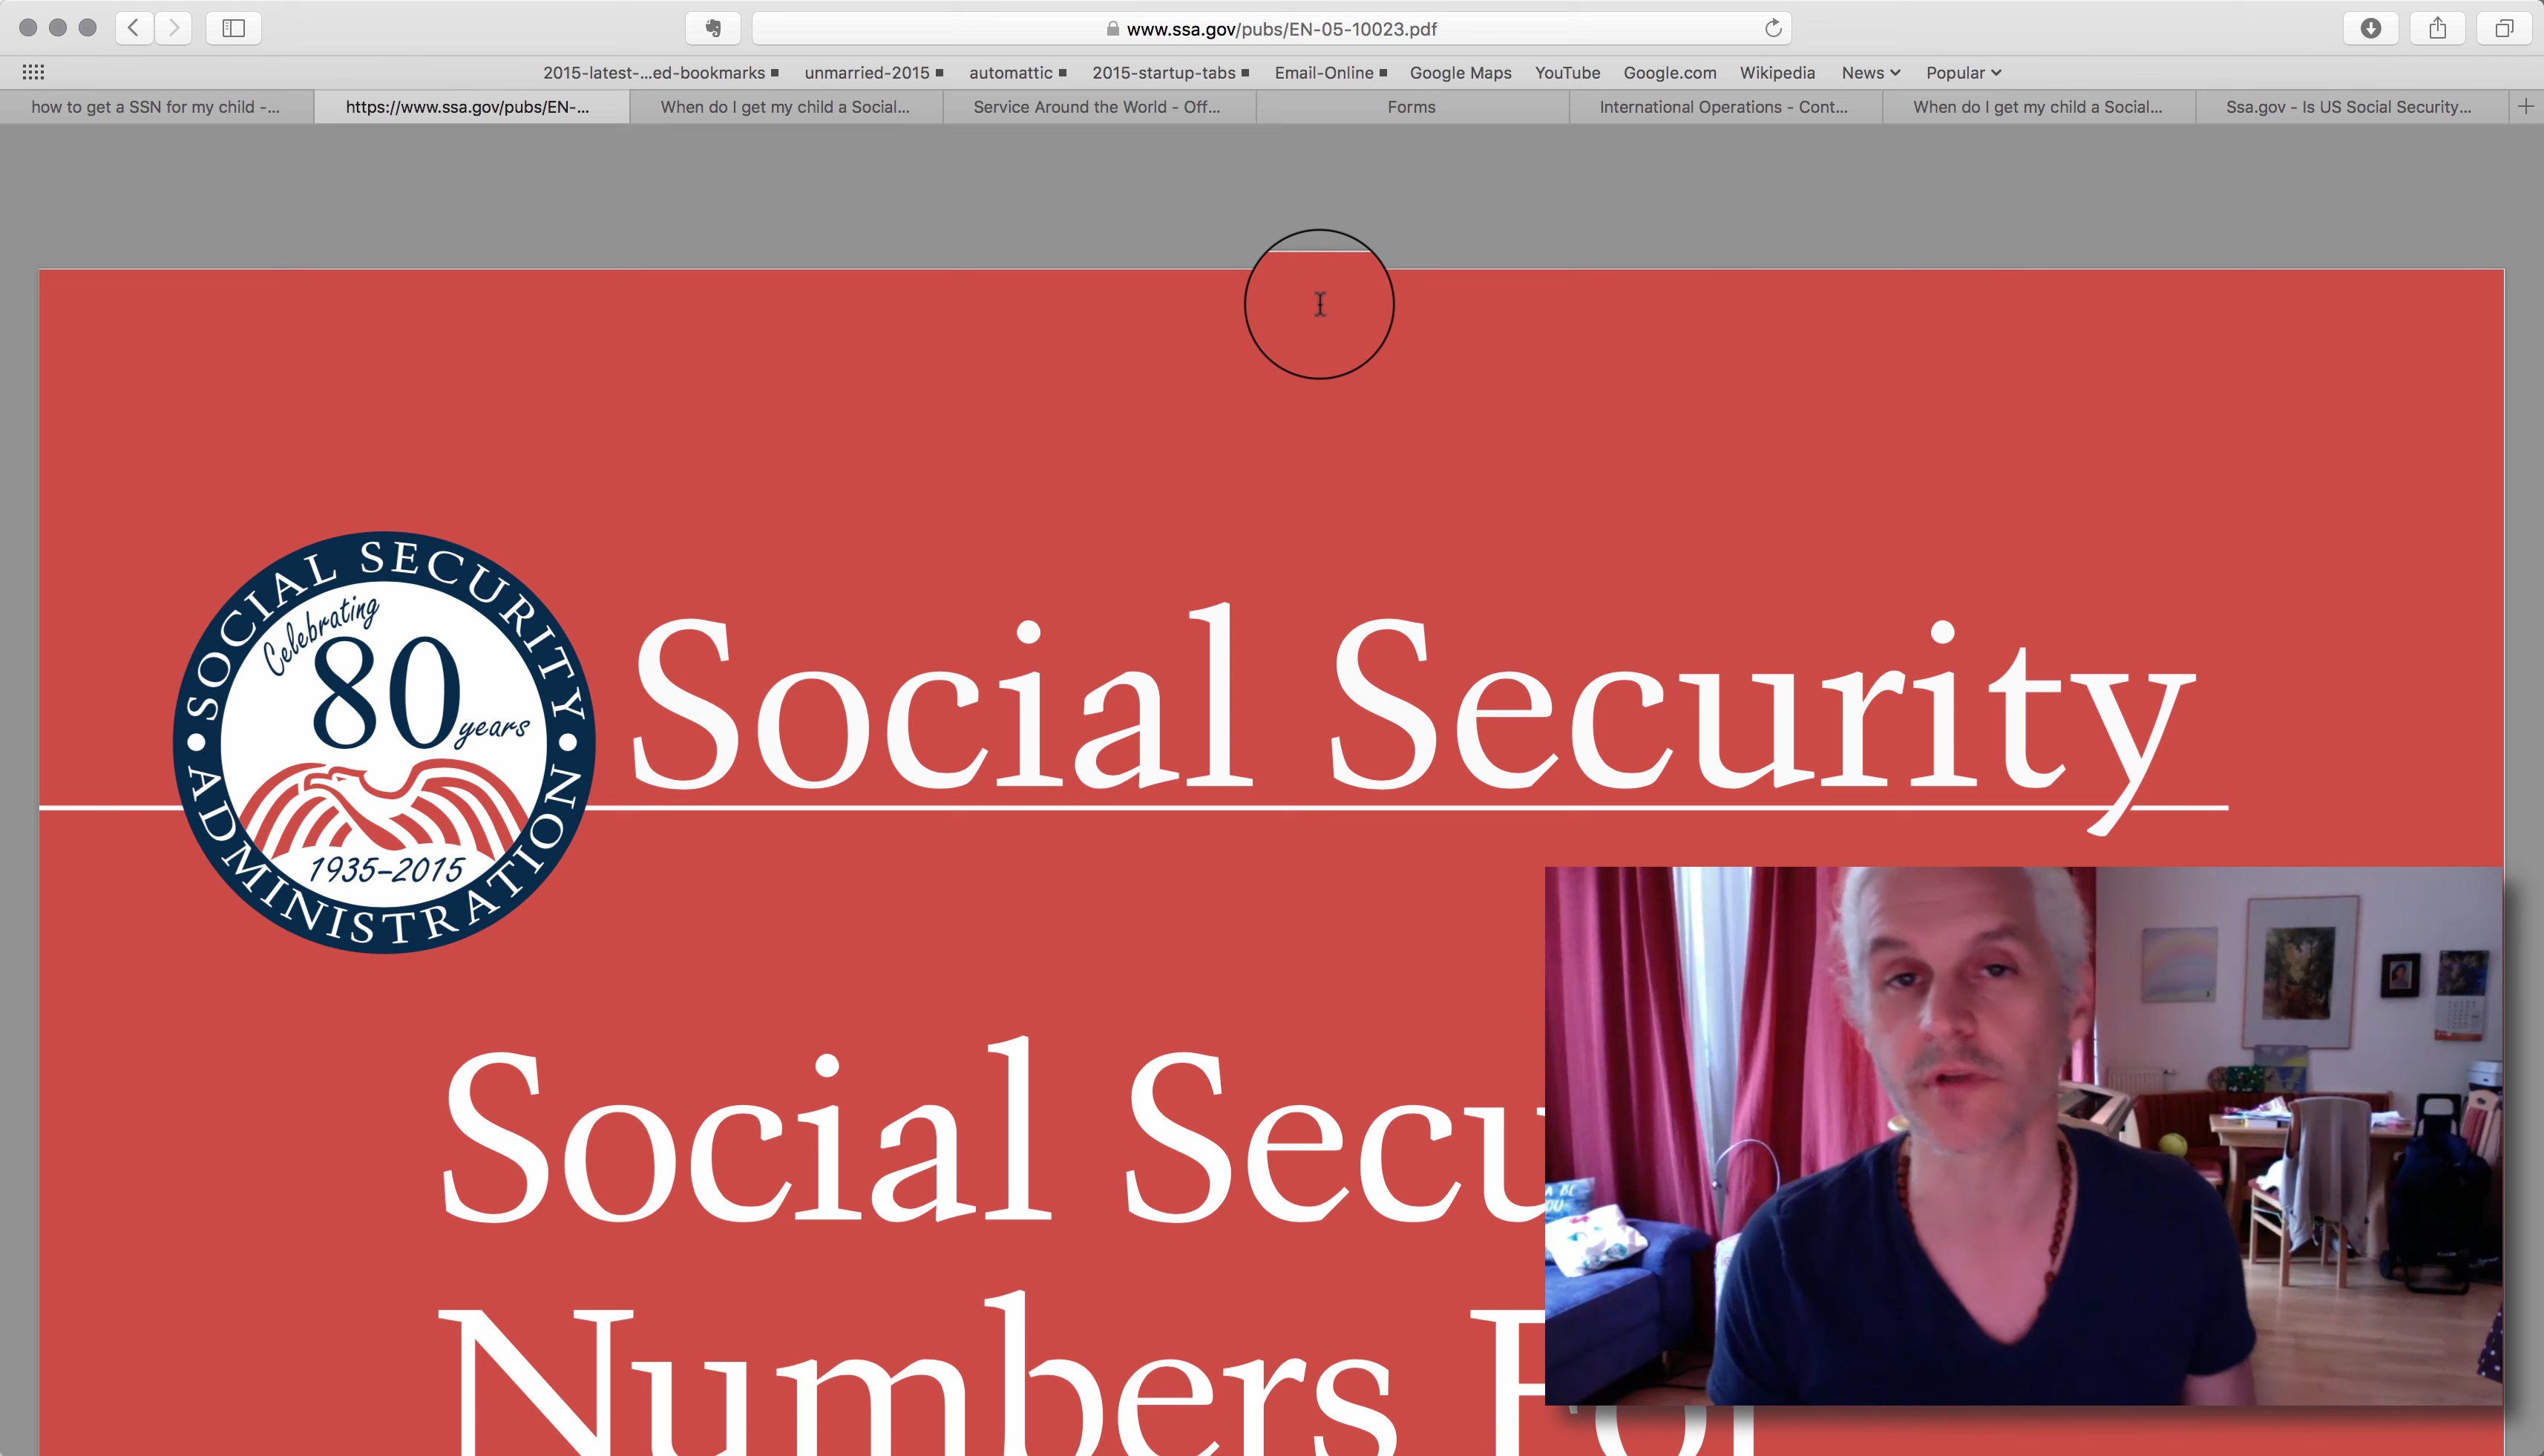 www.ssa.gov/pubs/EN-05-10023.pdf
2015-latest-...ed-bookmarks unmarried-2015 automattic 2015-startup-tabs Email-Online Google Maps YouTube Google.com Wikipedia News Popular
how to get a SSN for my child -... https://www.ssa.gov/pubs/EN-... When do I get my child a Social... Service Around the World - Off... Forms International Operations - Cont... When do I get my child a Social... Ssa.gov - Is US Social Security...
SOCIAL SECURITY
Celebrating
80
years
1935-2015
ADMINISTRATION
Social Security
Social Secu
Numbers For
A BE
YOU